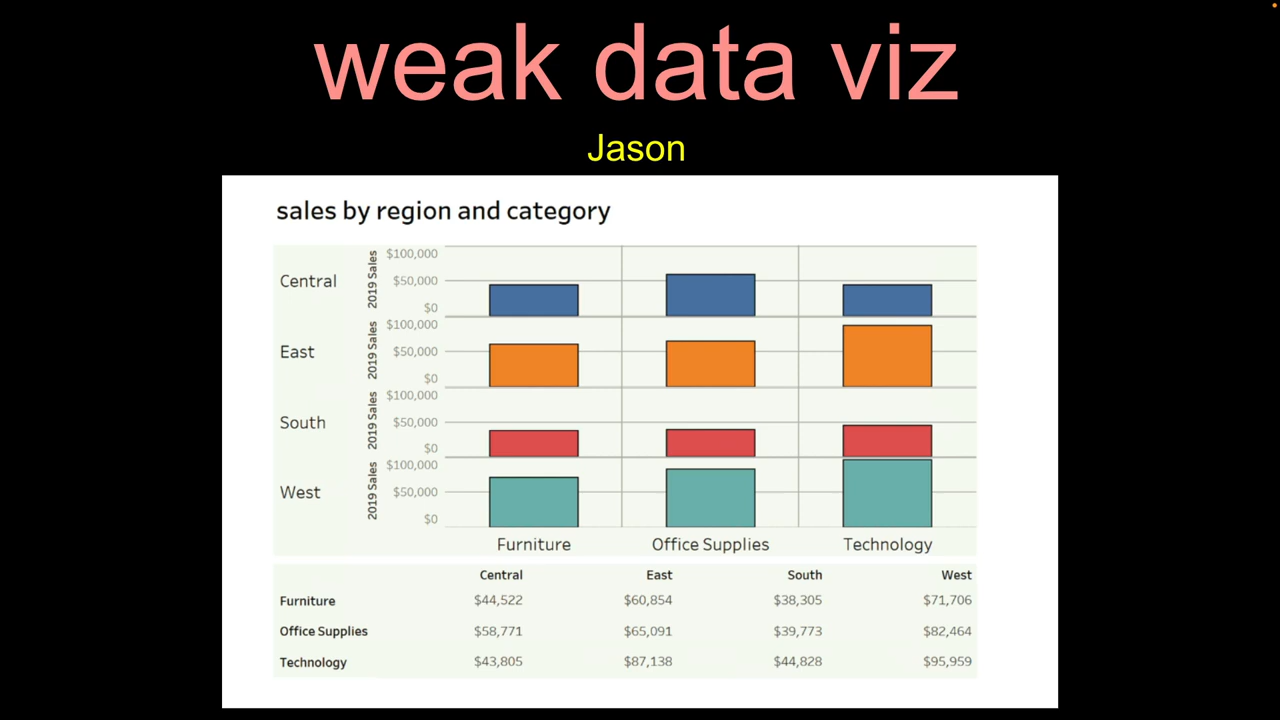 weak data viz
Jason
sales by region and category
Central
2019 Sales
$100,000
$50,000
$0
East
2019 Sales
$100,000
$50,000
$0
South
2019 Sales
$100,000
$50,000
$0
West
2019 Sales
$100,000
$50,000
$0
Furniture Office Supplies Technology
Central East South West
Furniture $44,522 $60,854 $38,305 $71,706
Office Supplies $58,771 $65,091 $39,773 $82,464
Technology $43,805 $87,138 $44,828 $95,959